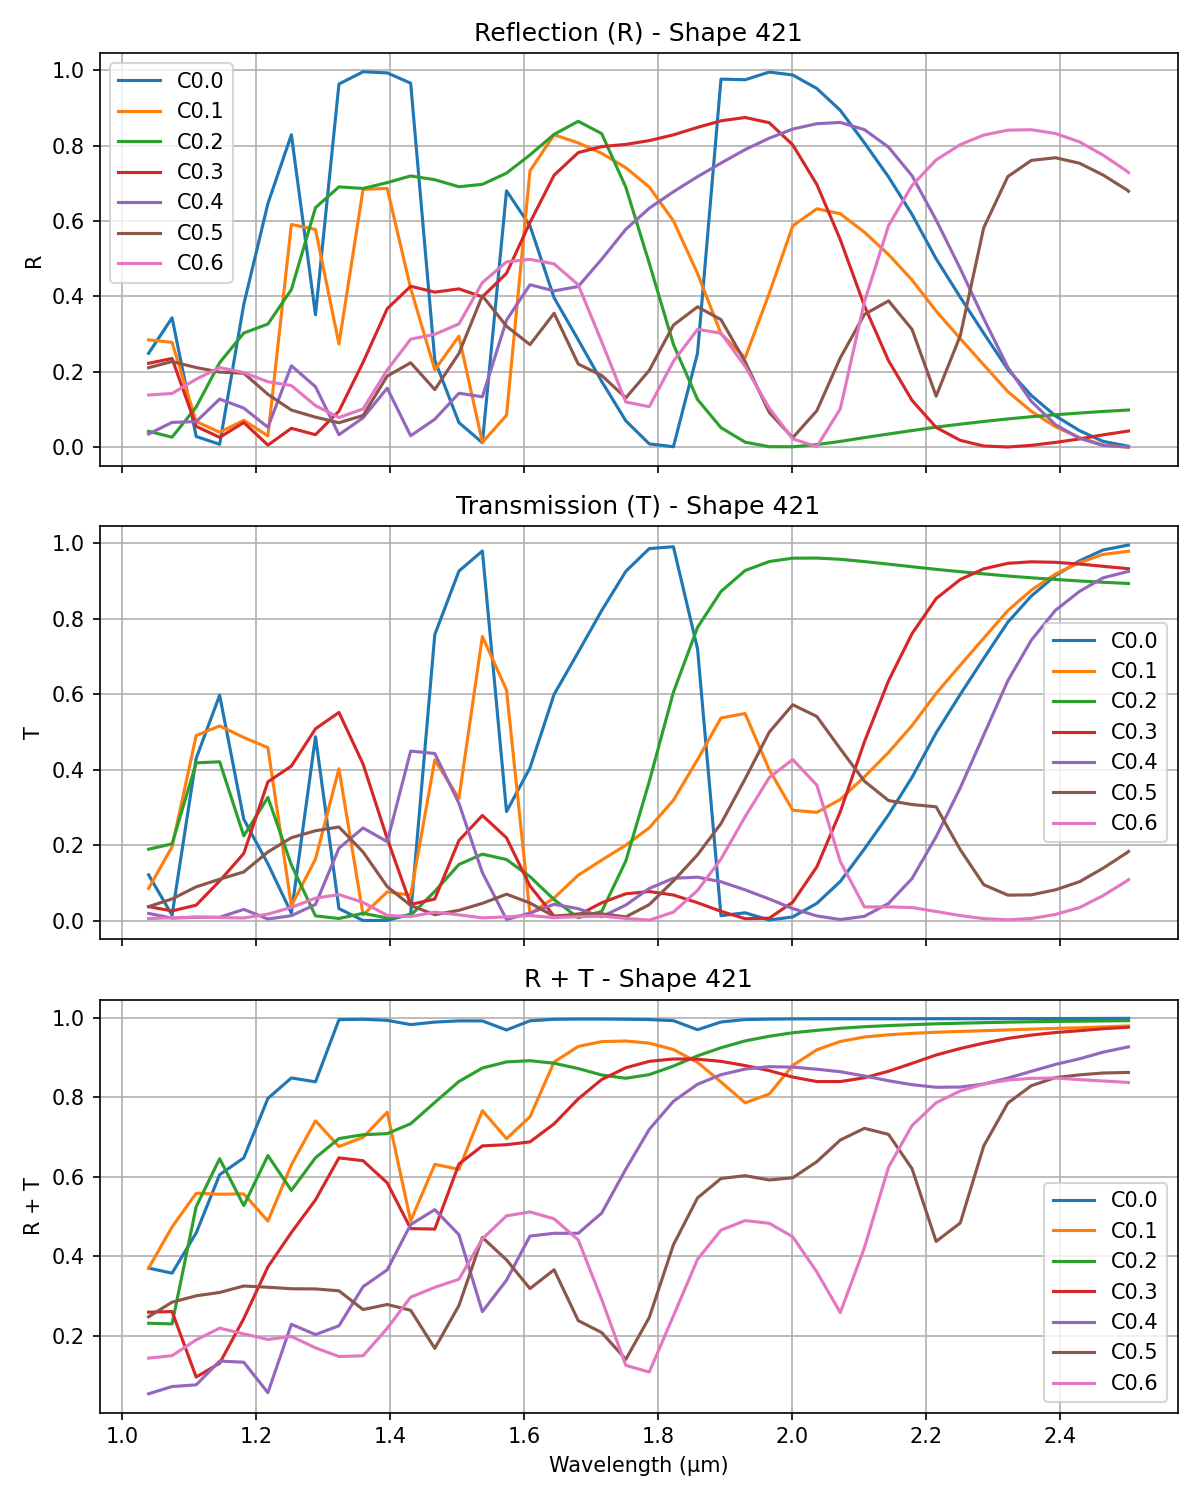 Reflection (R) - Shape 421
1.0
0.8
0.6
0.4
0.2
0.0
R
C0.0
C0.1
C0.2
C0.3
C0.4
C0.5
C0.6
Transmission (T) - Shape 421
1.0
0.8
0.6
0.4
0.2
0.0
T
C0.0
C0.1
C0.2
C0.3
C0.4
C0.5
C0.6
R + T - Shape 421
1.0
0.8
0.6
0.4
0.2
R + T
C0.0
C0.1
C0.2
C0.3
C0.4
C0.5
C0.6
1.0 1.2 1.4 1.6 1.8 2.0 2.2 2.4
Wavelength (µm)